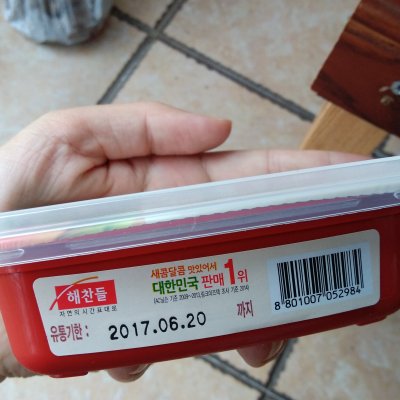 해찬들
자연의시간표대로
새콤달콤 맛있어서
대한민국 판매 1위
유통기한 : 2017.06.20 까지
8 801007 052984